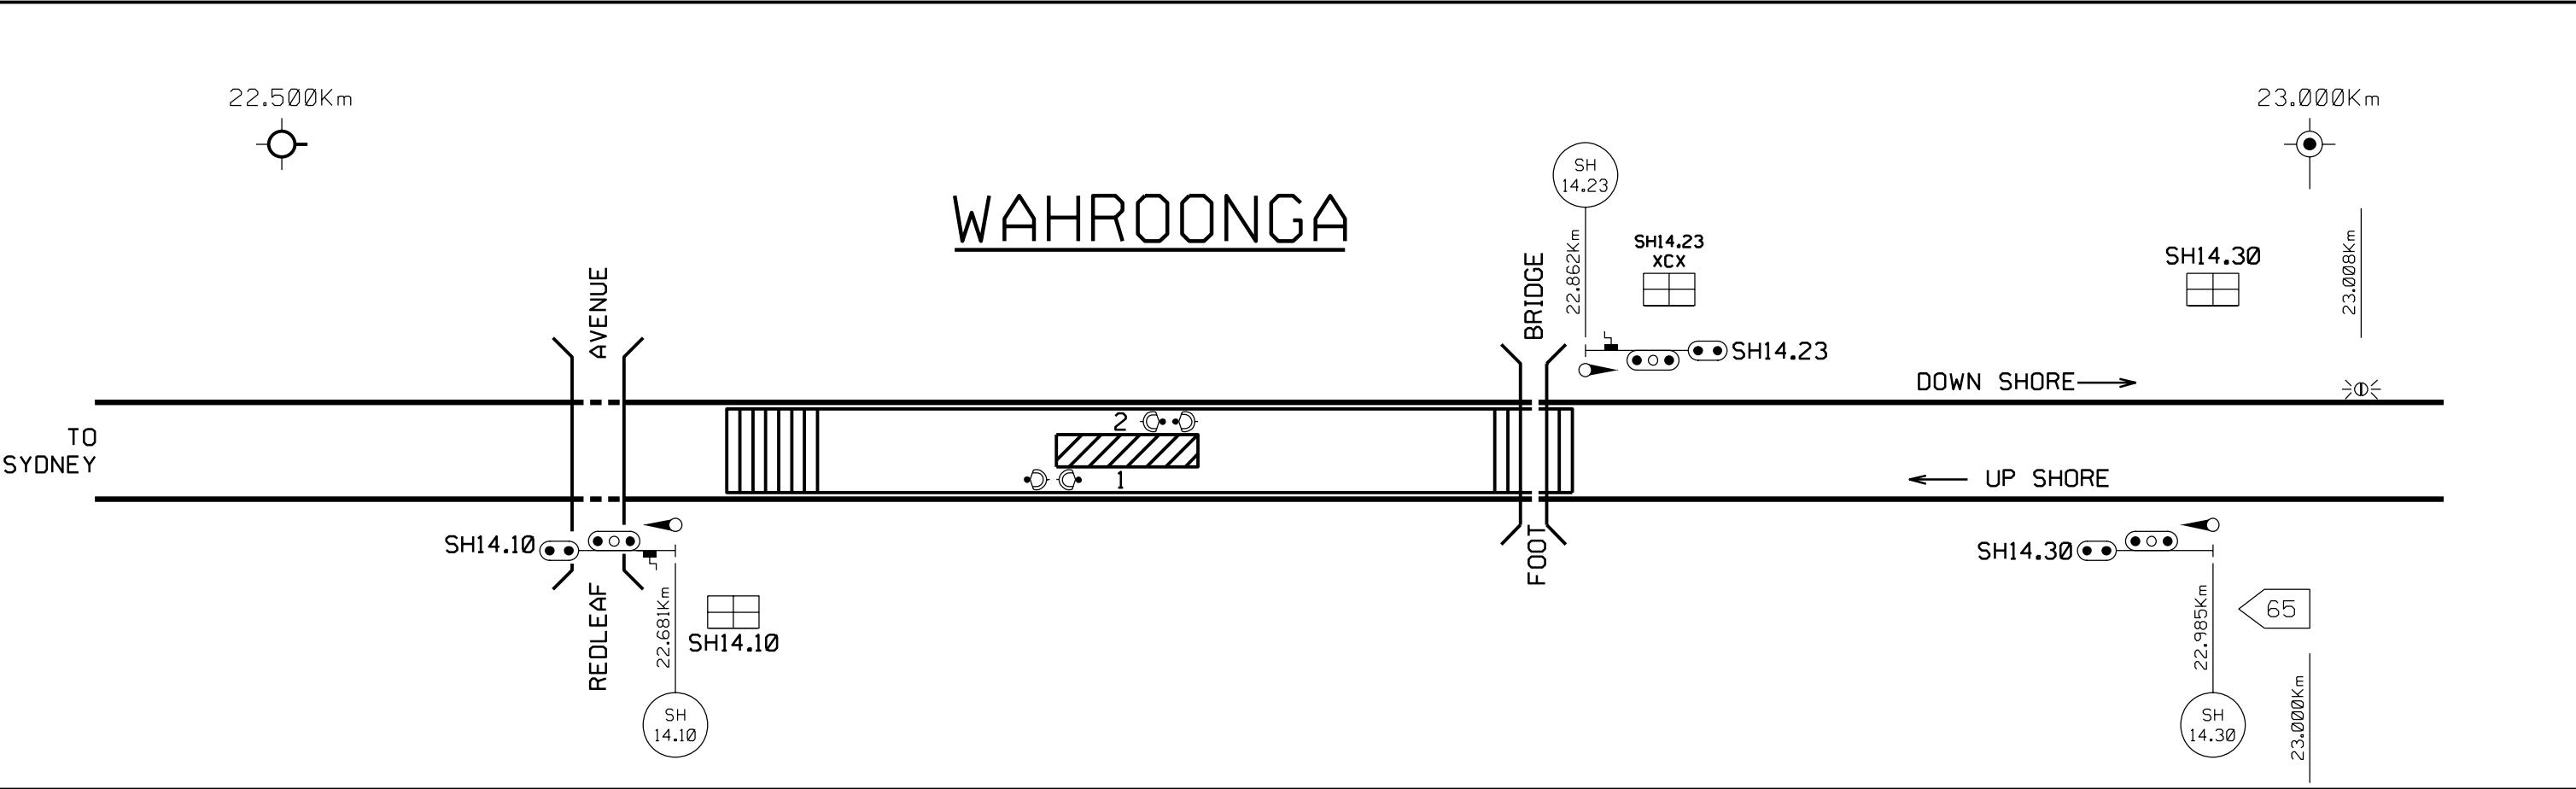 22.500Km
23.000Km
WAHROONGA
SH
14.23
22.862Km
SH14.23
XCX
SH14.30
23.008Km
AVENUE
BRIDGE
SH14.23
DOWN SHORE
TO
SYDNEY
2
1
UP SHORE
SH14.10
REDLEAF
22.681Km
SH14.10
SH
14.10
FOOT
SH14.30
22.985Km
65
SH
14.30
23.000Km